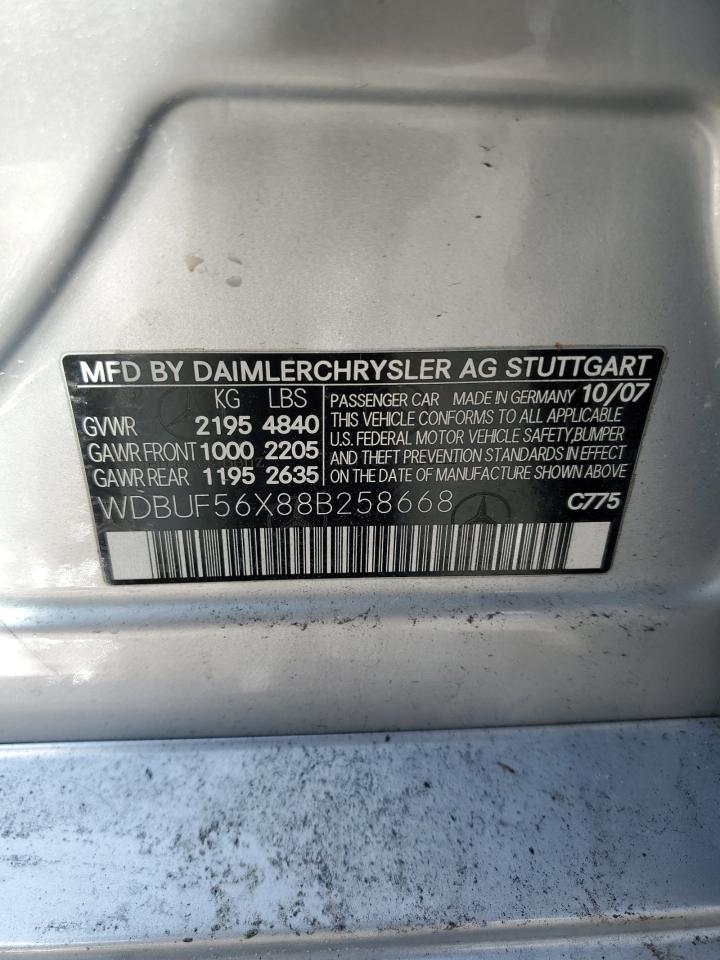 MFD BY DAIMLERCHRYSLER AG STUTTGART
KG LBS
GVWR 2195 4840
GAWR FRONT 1000 2205
GAWR REAR 1195 2635
PASSENGER CAR MADE IN GERMANY 10/07
THIS VEHICLE CONFORMS TO ALL APPLICABLE
U.S. FEDERAL MOTOR VEHICLE SAFETY,BUMPER
AND THEFT PREVENTION STANDARDS IN EFFECT
ON THE DATE OF MANUFACTURE SHOWN ABOVE
WDBUF56X88B258668 C775